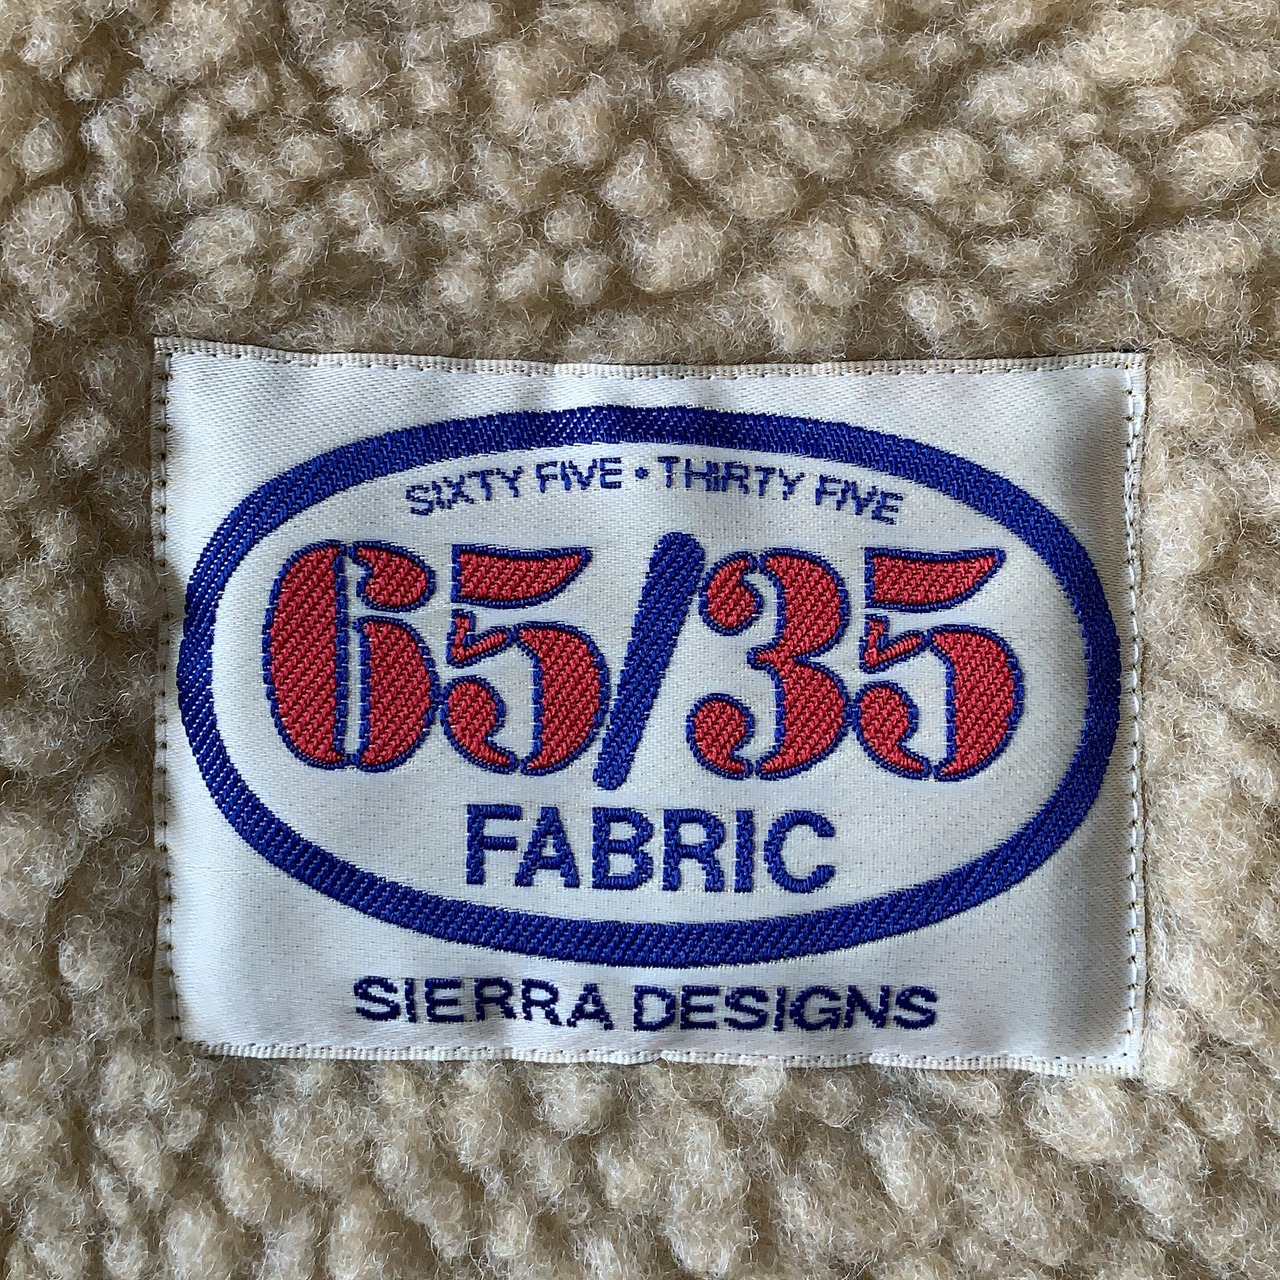 SIXTY FIVE • THIRTY FIVE
65/35
FABRIC
SIERRA DESIGNS